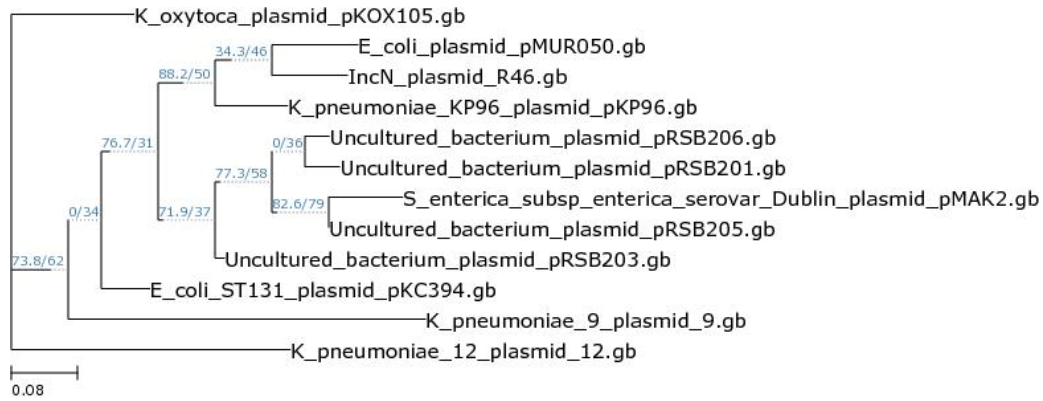 K_oxytoca_plasmid_pKOX105.gb
34.3/46
E_coli_plasmid_pMUR050.gb
88.2/50
IncN_plasmid_R46.gb
K_pneumoniae_KP96_plasmid_pKP96.gb
76.7/31
0/36
Uncultured_bacterium_plasmid_pRSB206.gb
77.3/58
Uncultured_bacterium_plasmid_pRSB201.gb
S_enterica_subsp_enterica_serovar_Dublin_plasmid_pMAK2.gb
0/34
71.9/37
82.6/79
Uncultured_bacterium_plasmid_pRSB205.gb
73.8/62
Uncultured_bacterium_plasmid_pRSB203.gb
E_coli_ST131_plasmid_pKC394.gb
K_pneumoniae_9_plasmid_9.gb
K_pneumoniae_12_plasmid_12.gb
0.08